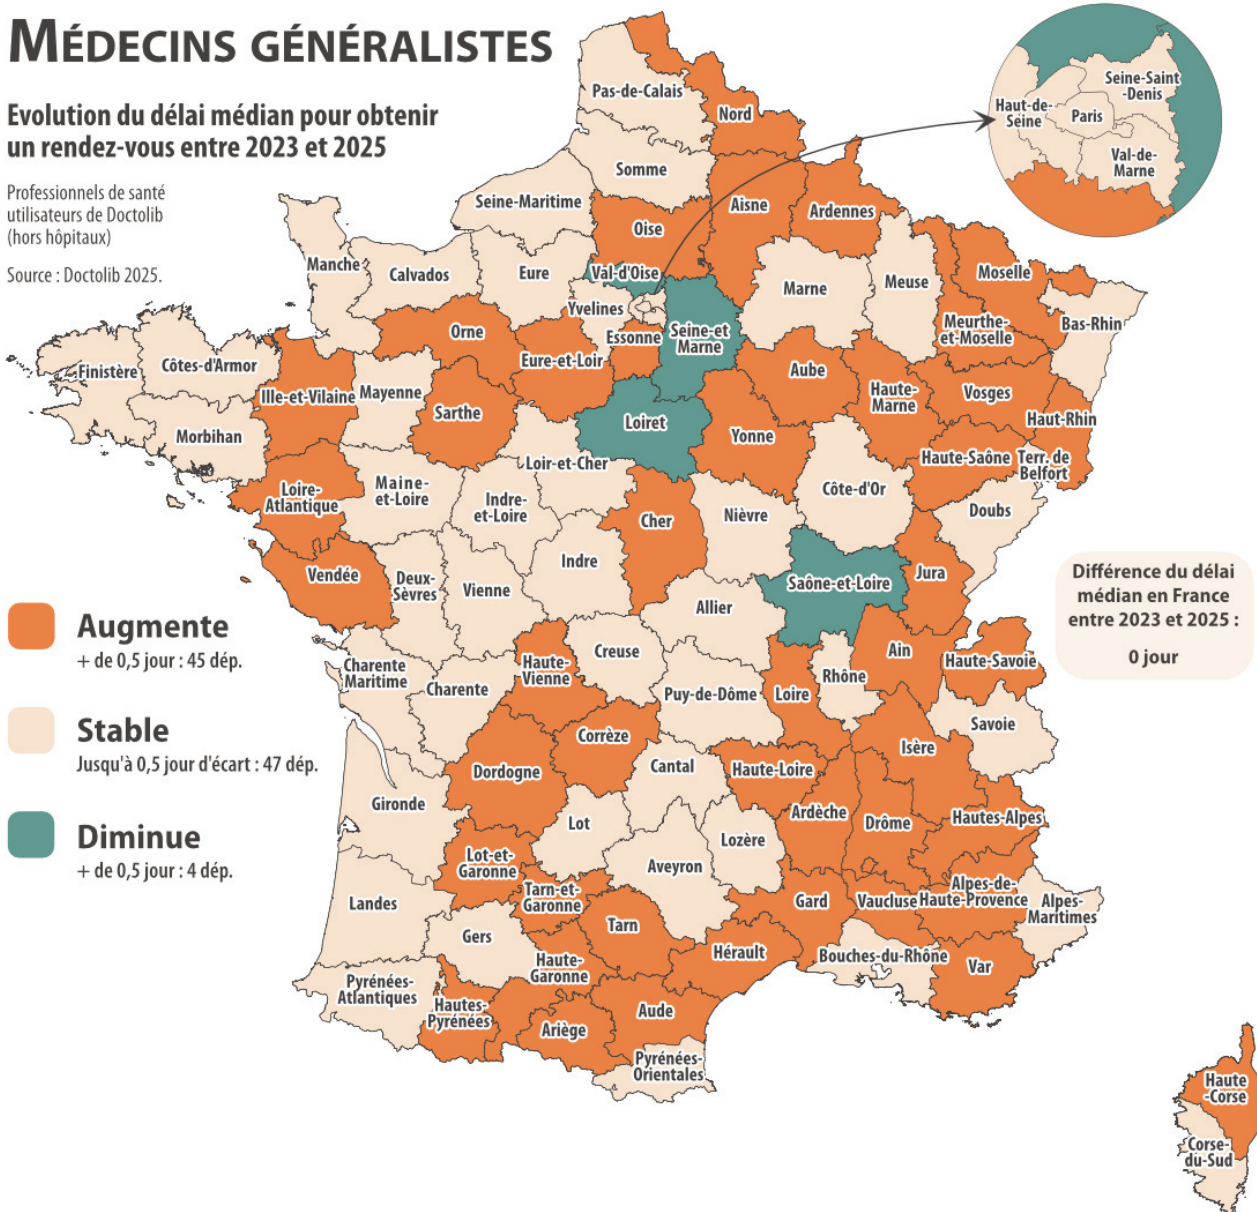 MÉDECINS GÉNÉRALISTES
Evolution du délai médian pour obtenir
un rendez-vous entre 2023 et 2025
Professionnels de santé
utilisateurs de Doctolib
(hors hôpitaux)
Source : Doctolib 2025.
Haut-de-
Seine
Paris
Seine-Saint
-Denis
Val-de-
Marne
Pas-de-Calais
Nord
Somme
Seine-Maritime
Oise
Aisne
Ardennes
Manche
Calvados
Eure
Val-d'Oise
Yvelines
Essonne
Seine-et
Marne
Marne
Meuse
Moselle
Meurthe-
et-Moselle
Bas-Rhin
Finistère
Côtes-d'Armor
Ille-et-Vilaine
Mayenne
Orne
Eure-et-Loir
Sarthe
Morbihan
Loiret
Aube
Haute-
Marne
Vosges
Haut-Rhin
Yonne
Haute-Saône
Terr. de
Belfort
Loire-
Atlantique
Maine-
et-Loire
Loir-et-Cher
Indre-
et-Loire
Cher
Nièvre
Côte-d'Or
Doubs
Vendée
Deux-
Sèvres
Vienne
Indre
Allier
Saône-et-Loire
Jura
Charente
Maritime
Charente
Haute-
Vienne
Creuse
Puy-de-Dôme
Loire
Rhône
Ain
Haute-Savoie
Savoie
Corrèze
Dordogne
Cantal
Haute-Loire
Isère
Gironde
Lot
Lozère
Ardèche
Drôme
Hautes-Alpes
Lot-et-
Garonne
Aveyron
Landes
Tarn-et-
Garonne
Tarn
Gard
Vaucluse
Alpes-de-
Haute-Provence
Alpes-
Maritimes
Gers
Haute-
Garonne
Hérault
Bouches-du-Rhône
Var
Pyrénées-
Atlantiques
Hautes-
Pyrénées
Ariège
Aude
Pyrénées-
Orientales
Haute
-Corse
Corse-
du-Sud
Augmente
+ de 0,5 jour : 45 dép.
Stable
Jusqu'à 0,5 jour d'écart : 47 dép.
Diminue
+ de 0,5 jour : 4 dép.
Différence du délai
médian en France
entre 2023 et 2025 :
0 jour